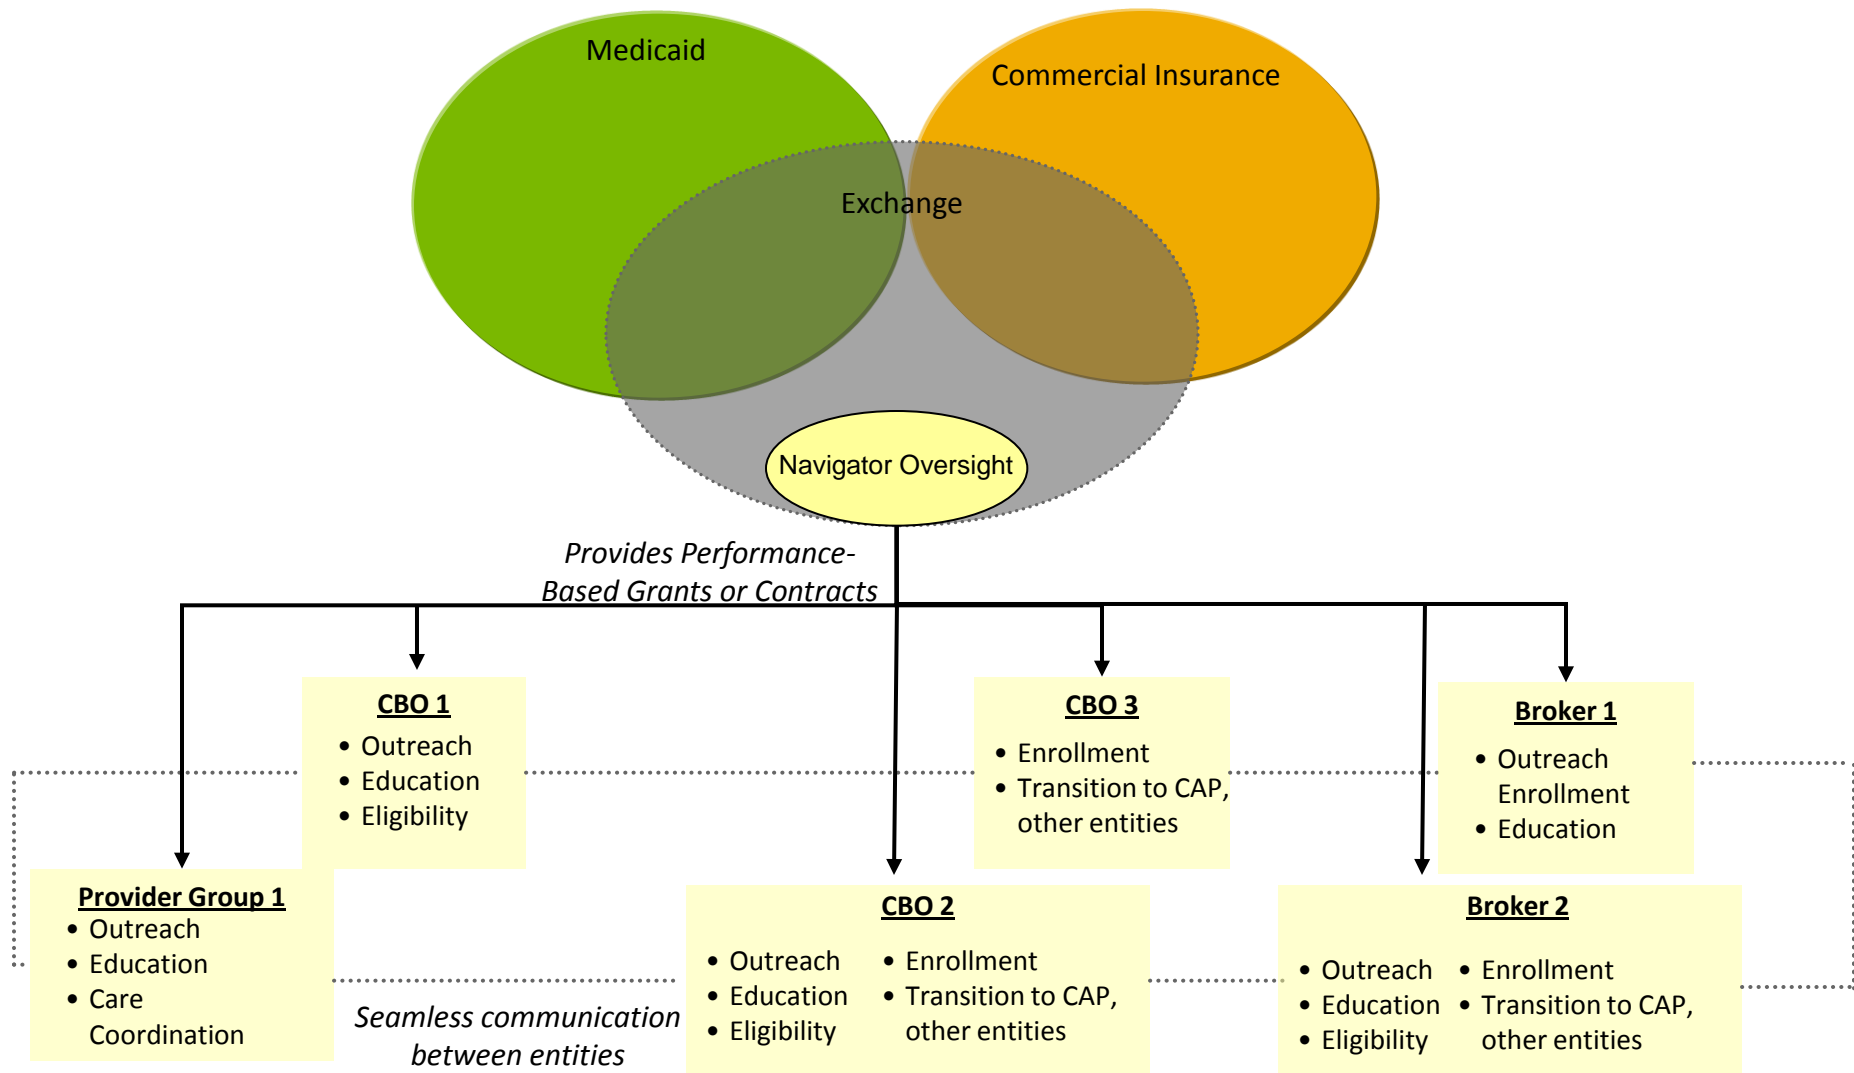 Medicaid
Commercial Insurance
Exchange
Navigator Oversight
Provides Performance-
Based Grants or Contracts
CBO 1
• Outreach
• Education
• Eligibility
CBO 3
• Enrollment
• Transition to CAP,
other entities
Broker 1
• Outreach
Enrollment
• Education
Provider Group 1
• Outreach
• Education
• Care
Coordination
Seamless communication
between entities
CBO 2
• Outreach
• Education
• Eligibility
• Enrollment
• Transition to CAP,
other entities
Broker 2
• Outreach
• Education
• Eligibility
• Enrollment
• Transition to CAP,
other entities